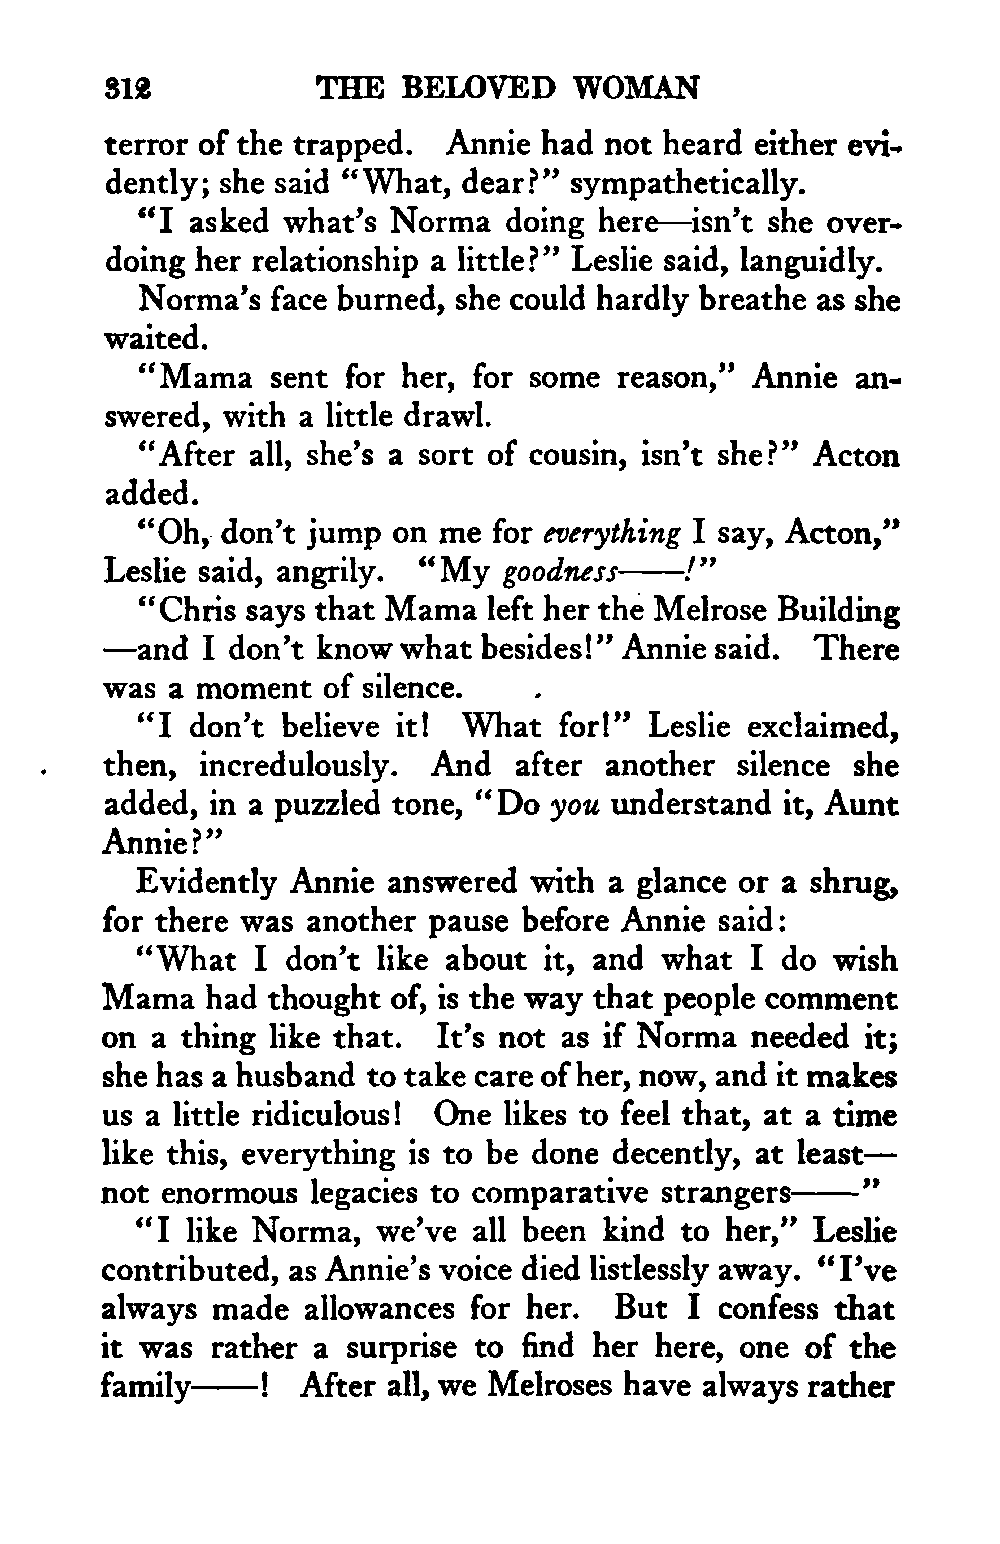 312 THE BELOVED WOMAN
terror of the trapped. Annie had not heard either evi-
dently; she said “What, dear?” sympathetically.
“I asked what’s Norma doing here—isn’t she over-
doing her relationship a little?” Leslie said, languidly.
Norma’s face burned, she could hardly breathe as she
waited.
“Mama sent for her, for some reason,” Annie an-
swered, with a little drawl.
“After all, she’s a sort of cousin, isn’t she?” Acton
added.
“Oh, don’t jump on me for everything I say, Acton,”
Leslie said, angrily. “My goodness——!”
“Chris says that Mama left her the Melrose Building
—and I don’t know what besides!” Annie said. There
was a moment of silence.
“I don’t believe it! What for!” Leslie exclaimed,
then, incredulously. And after another silence she
added, in a puzzled tone, “Do you understand it, Aunt
Annie?”
Evidently Annie answered with a glance or a shrug,
for there was another pause before Annie said:
“What I don’t like about it, and what I do wish
Mama had thought of, is the way that people comment
on a thing like that. It’s not as if Norma needed it;
she has a husband to take care of her, now, and it makes
us a little ridiculous! One likes to feel that, at a time
like this, everything is to be done decently, at least—
not enormous legacies to comparative strangers——”
“I like Norma, we’ve all been kind to her,” Leslie
contributed, as Annie’s voice died listlessly away. “I’ve
always made allowances for her. But I confess that
it was rather a surprise to find her here, one of the
family——! After all, we Melroses have always rather